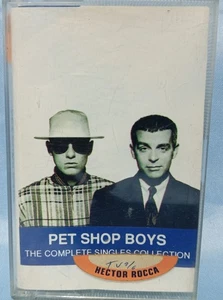 PET SHOP BOYS
THE COMPLETE SINGLES COLLECTION
HECTOR ROCCA